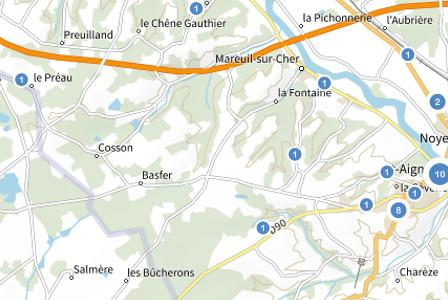 1
le Chêne Gauthier
la Pichonnerie
l'Aubrière
Preuilland
1
Mareuil-sur-Cher
1
le Préau
1
la Fontaine
2
Noye
Cosson
1
-Aign
1
10
Basfer
la
1
1
8
1
D90
Salmère
les Bûcherons
Charèze